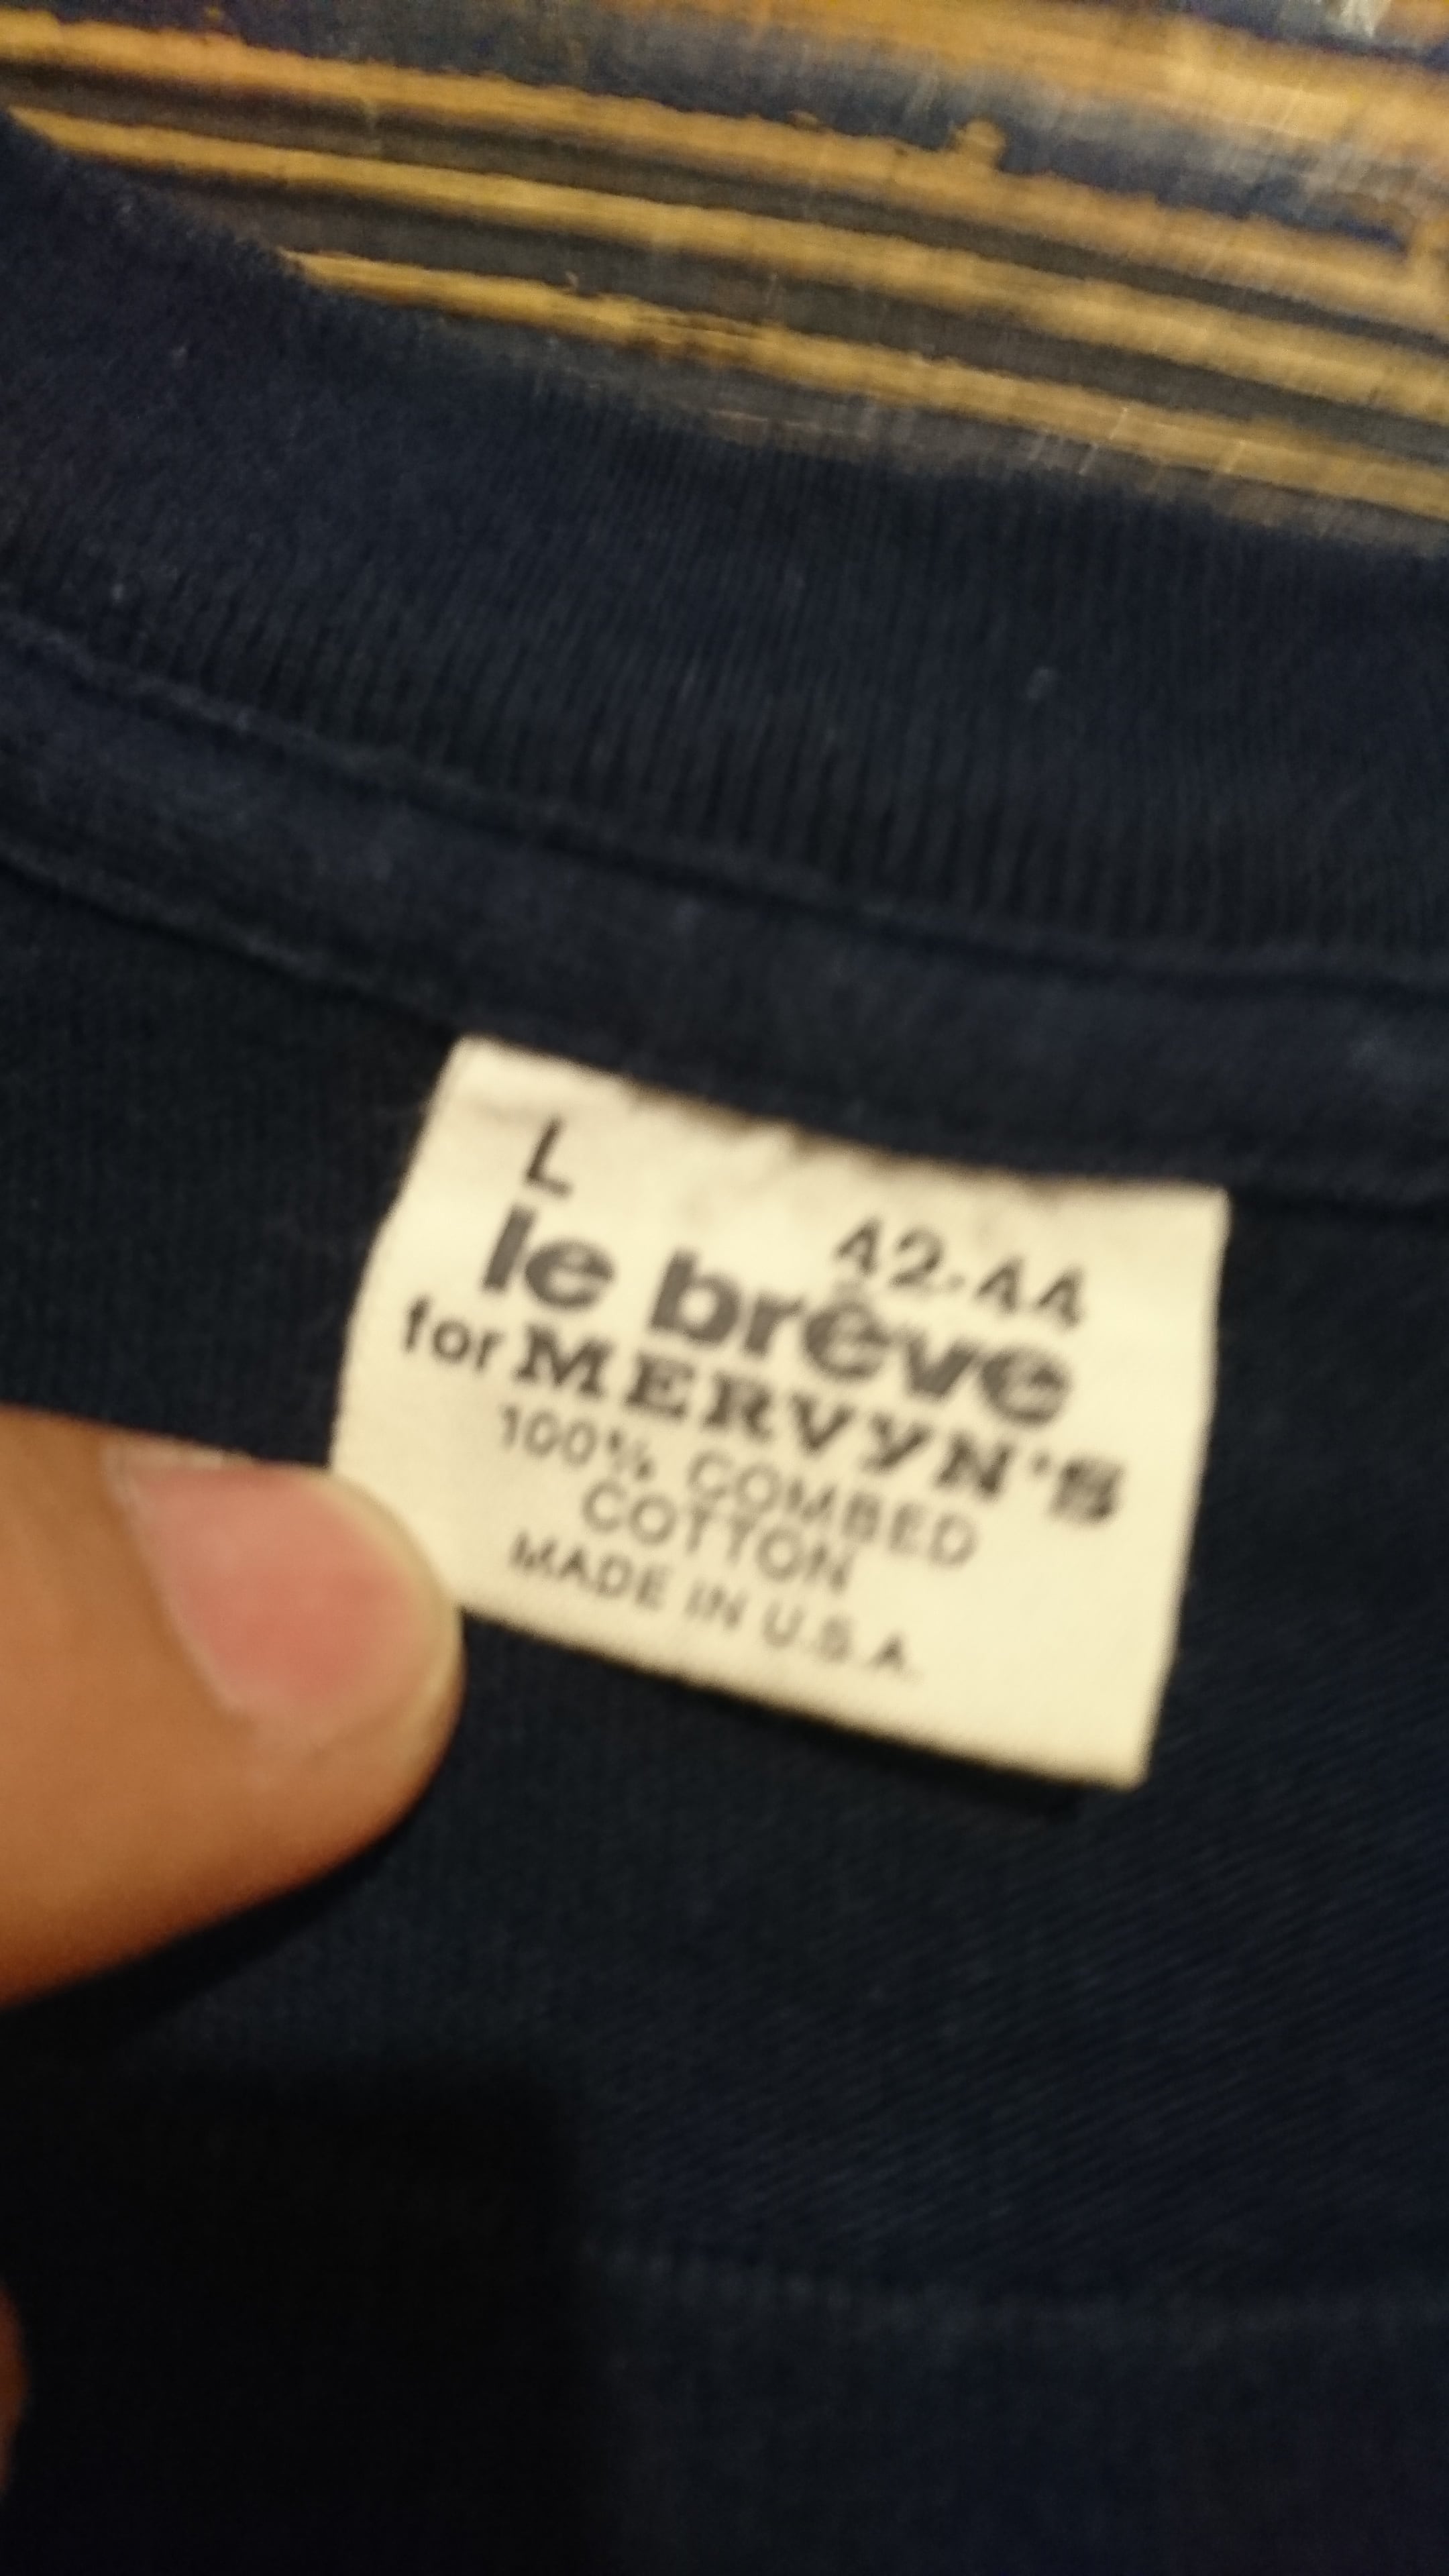 L 42-44
le brêve
for MERVYN'S
100% COMBED
COTTON
MADE IN U.S.A.